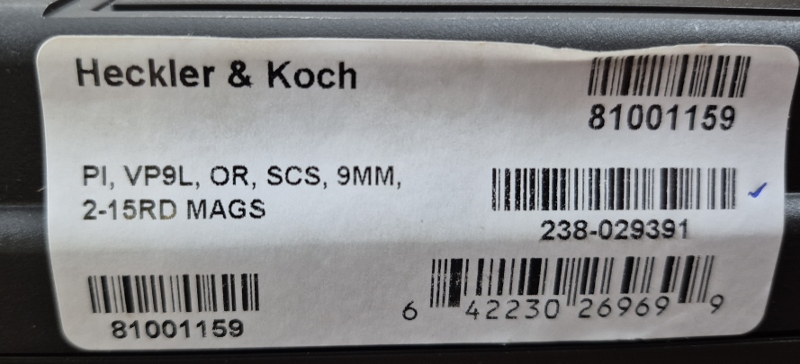 Heckler & Koch
81001159
PI, VP9L, OR, SCS, 9MM,
2-15RD MAGS
238-029391
81001159
6 42230 26969 9